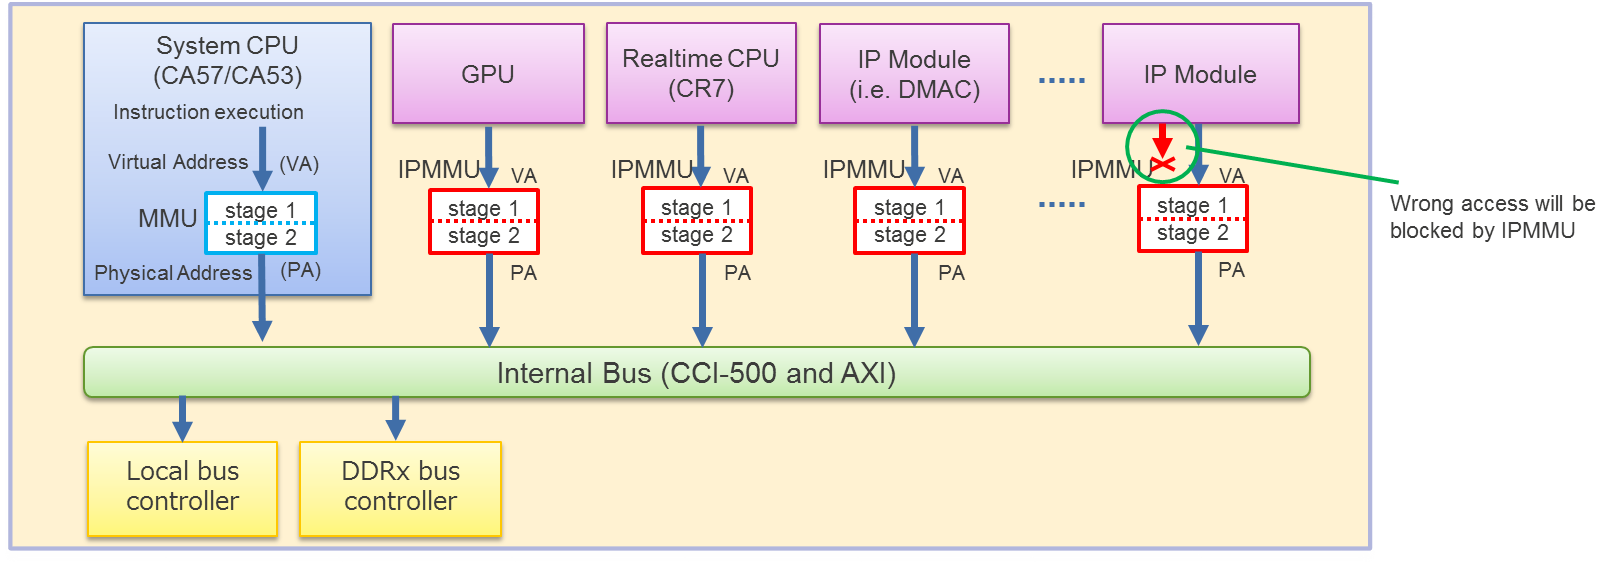 System CPU
(CA57/CA53)
Instruction execution
Virtual Address (VA)
MMU
stage 1
stage 2
Physical Address (PA)
GPU
IPMMU
VA
stage 1
stage 2
PA
Realtime CPU
(CR7)
IPMMU
VA
stage 1
stage 2
PA
IP Module
(i.e. DMAC)
IPMMU
VA
stage 1
stage 2
PA
.....
.....
IP Module
IPMMU
VA
stage 1
stage 2
PA
Wrong access will be
blocked by IPMMU
Internal Bus (CCI-500 and AXI)
Local bus
controller
DDRx bus
controller